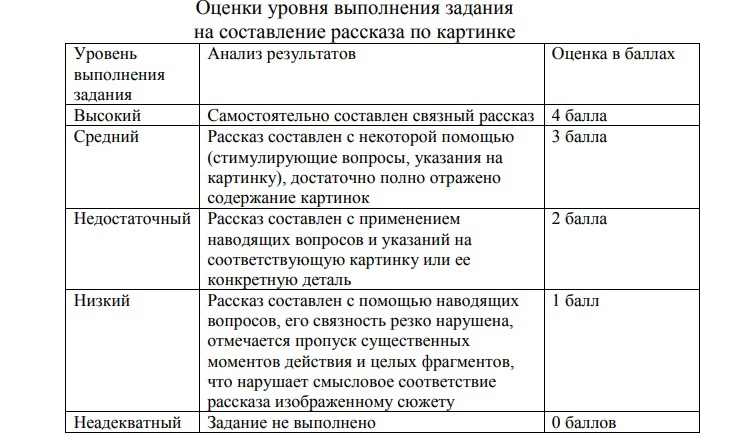 Оценки уровня выполнения задания
на составление рассказа по картинке
Уровень
выполнения
задания
Анализ результатов
Оценка в баллах
Высокий
Самостоятельно составлен связный рассказ
4 балла
Средний
Рассказ составлен с некоторой помощью
(стимулирующие вопросы, указания на
картинку), достаточно полно отражено
содержание картинок
3 балла
Недостаточный
Рассказ составлен с применением
наводящих вопросов и указаний на
соответствующую картинку или ее
конкретную деталь
2 балла
Низкий
Рассказ составлен с помощью наводящих
вопросов, его связность резко нарушена,
отмечается пропуск существенных
моментов действия и целых фрагментов,
что нарушает смысловое соответствие
рассказа изображенному сюжету
1 балл
Неадекватный
Задание не выполнено
0 баллов